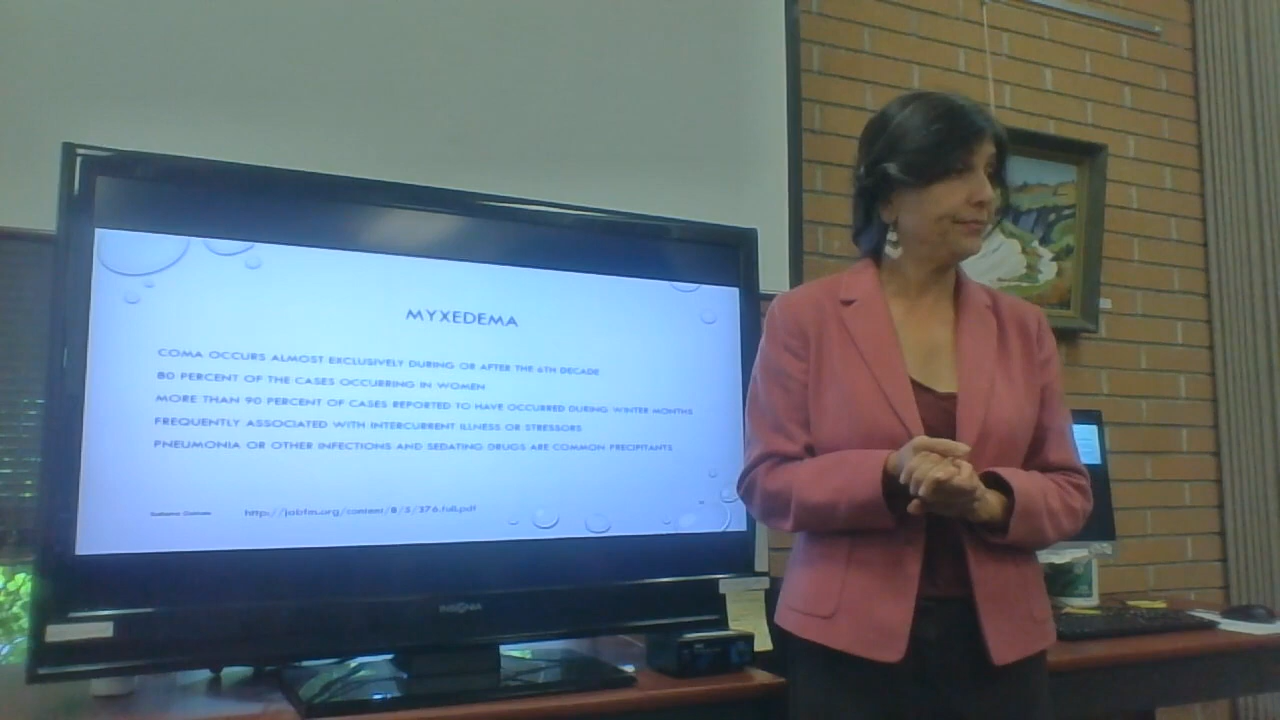 MYXEDEMA
COMA OCCURS ALMOST EXCLUSIVELY DURING OR AFTER THE 6TH DECADE
80 PERCENT OF THE CASES OCCURRING IN WOMEN
MORE THAN 90 PERCENT OF CASES REPORTED TO HAVE OCCURRED DURING WINTER MONTHS
FREQUENTLY ASSOCIATED WITH INTERCURRENT ILLNESS OR STRESSORS
PNEUMONIA OR OTHER INFECTIONS AND SEDATING DRUGS ARE COMMON PRECIPITANTS
http://jabfm.org/content/8/5/376.full.pdf
INSIGNIA